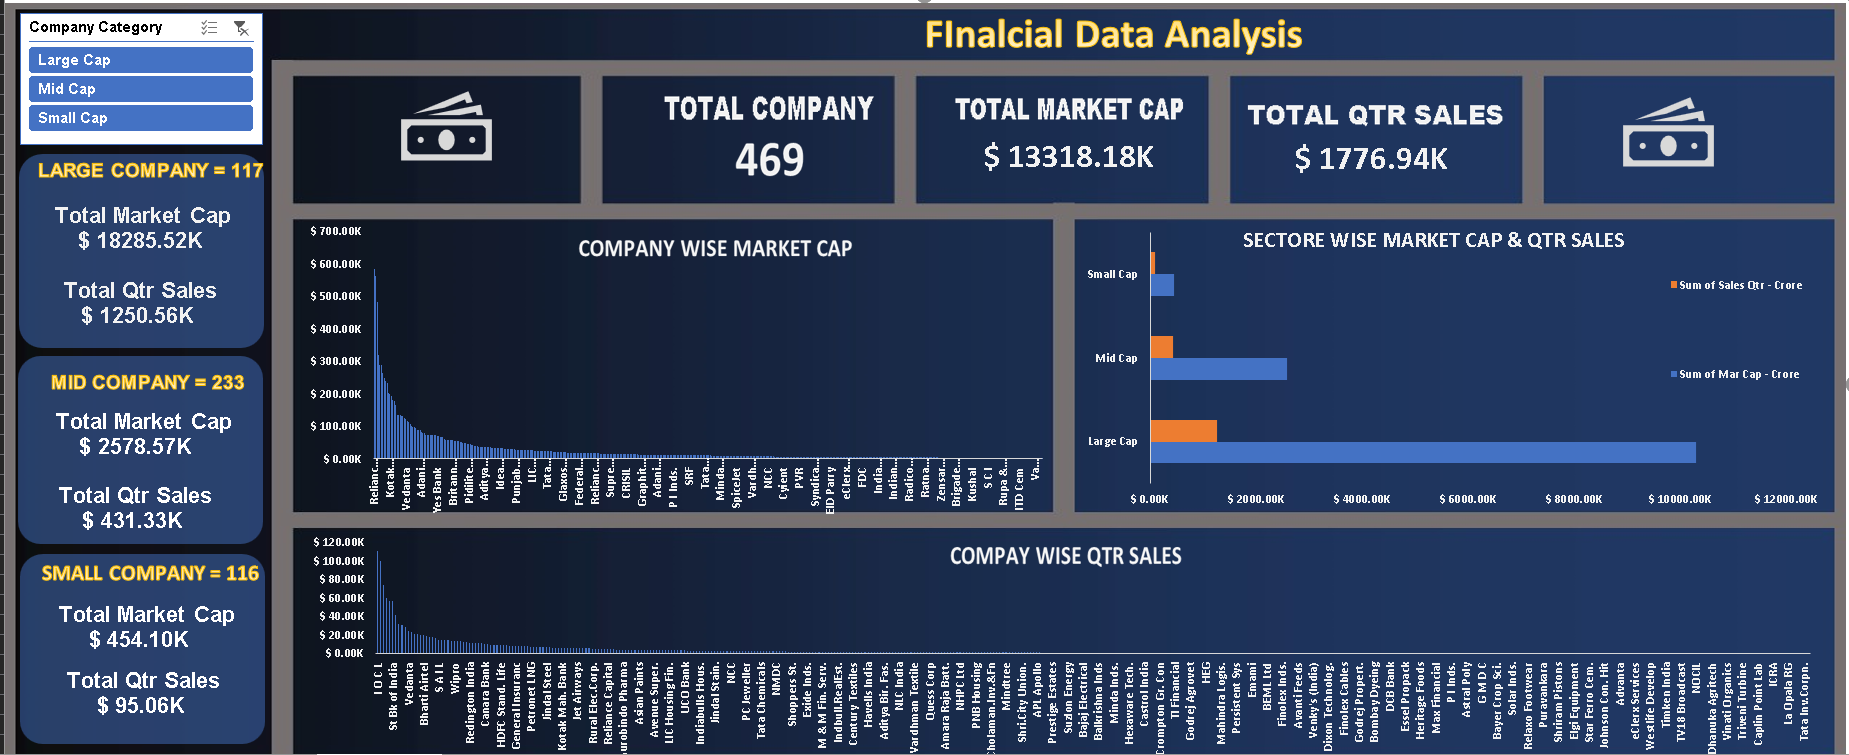 Company Category
Large Cap
Mid Cap
Small Cap
FInalcial Data Analysis
TOTAL COMPANY
469
TOTAL MARKET CAP
$ 13318.18K
TOTAL QTR SALES
$ 1776.94K
LARGE COMPANY = 117
Total Market Cap
$ 18285.52K
Total Qtr Sales
$ 1250.56K
MID COMPANY = 233
Total Market Cap
$ 2578.57K
Total Qtr Sales
$ 431.33K
SMALL COMPANY = 116
Total Market Cap
$ 454.10K
Total Qtr Sales
$ 95.06K
COMPANY WISE MARKET CAP
$ 700.00K
$ 600.00K
$ 500.00K
$ 400.00K
$ 300.00K
$ 200.00K
$ 100.00K
$ 0.00K
Relianc...
Kotak...
Vedanta
Adani...
Yes Bank
Britann...
Pidilite...
Aditya...
Idea...
Punjab...
LIC...
Tata...
Glaxos...
Federal...
Relianc...
Supre...
CRISIL
Graphit...
Adani...
P I Inds.
SRF
Tata...
Minda...
SpiceJet
Vardh...
NCC
Cyient
PVR
Syndica...
EID Parry
eClerx...
FDC
India...
Indian...
Radico...
Ratna...
Zensar...
Brigade...
Kushal
S C I
Rupa &...
ITD Cem
Va...
SECTORE WISE MARKET CAP & QTR SALES
Small Cap
Mid Cap
Large Cap
$ 0.00K
$ 2000.00K
$ 4000.00K
$ 6000.00K
$ 8000.00K
$ 10000.00K
$ 12000.00K
Sum of Sales Qtr - Crore
Sum of Mar Cap - Crore
COMPAY WISE QTR SALES
$ 120.00K
$ 100.00K
$ 80.00K
$ 60.00K
$ 40.00K
$ 20.00K
$ 0.00K
I O C L
St Bk of India
Vedanta
Bharti Airtel
S A I L
Wipro
Redington India
Canara Bank
HDFC Stand. Life
General Insuranc
Petronet LNG
Jindal Steel
Kotak Mah. Bank
Jet Airways
Rural Elec.Corp.
Reliance Capital
urobindo Pharma
Asian Paints
Avenue Super.
LIC Housing Fin.
UCO Bank
Indiabulls Hous.
Jindal Stain.
NCC
PC Jeweller
Tata Chemicals
NMDC
Shoppers St.
Exide Inds.
M & M Fin. Serv.
Indbull.RealEst.
Century Textiles
Havells India
Aditya Bir. Fas.
NLC India
Vardhman Textile
Quess Corp
Amara Raja Batt.
NHPC Ltd
PNB Housing
holaman.Inv.&Fn
Mindtree
Shri.City Union.
APL Apollo
Prestige Estates
Suzlon Energy
Bajaj Electrical
Balkrishna Inds
Minda Inds.
Hexaware Tech.
Castrol India
Crompton Gr. Con
TI Financial
Godrej Agrovet
HEG
Mahindra Logis.
Persistent Sys
Emami
BEML Ltd
Finolex Inds.
Avanti Feeds
Venky's (India)
Dixon Technolog.
Finolex Cables
Godrej Propert.
Bombay Dyeing
DCB Bank
Essel Propack
Heritage Foods
Max Financial
P I Inds.
Astral Poly
G M D C
Bayer Crop Sci.
Sobar Inds.
Relaxo Footwear
Puravankara
Shriram Pistons
Elgi Equipment
Star Ferro Cem.
Johnson Con. Hit
Advanta
eClerx Services
Westlife Develop
Timken India
TV18 Broadcast
NOCIL
Dhanuka Agritech
Vinati Organics
Triveni Turbine
Caplin Point Lab
ICRA
La Opala RG
Tata Inv.Corpn.